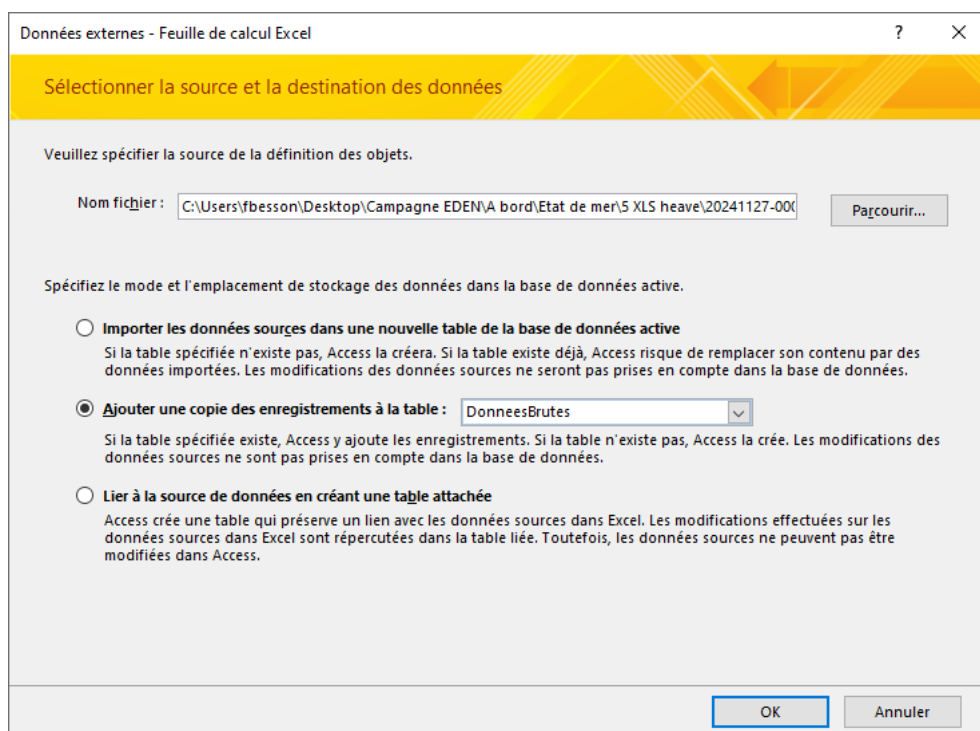 Données externes - Feuille de calcul Excel
Sélectionner la source et la destination des données
Veuillez spécifier la source de la définition des objets.
Nom fichier : C:\Users\fbesson\Desktop\Campagne EDEN\A bord\Etat de mer\5 XLS heave\20241127-000 Parcourir...
Spécifiez le mode et l'emplacement de stockage des données dans la base de données active.
Importer les données sources dans une nouvelle table de la base de données active
Si la table spécifiée n'existe pas, Access la créera. Si la table existe déjà, Access risque de remplacer son contenu par des
données importées. Les modifications des données sources ne seront pas prises en compte dans la base de données.
Ajouter une copie des enregistrements à la table : DonneesBrutes
Si la table spécifiée existe, Access y ajoute les enregistrements. Si la table n'existe pas, Access la crée. Les modifications des
données sources ne sont pas prises en compte dans la base de données.
Lier à la source de données en créant une table attachée
Access crée une table qui préserve un lien avec les données sources dans Excel. Les modifications effectuées sur les
données sources dans Excel sont répercutées dans la table liée. Toutefois, les données sources ne peuvent pas être
modifiées dans Access.
OK Annuler